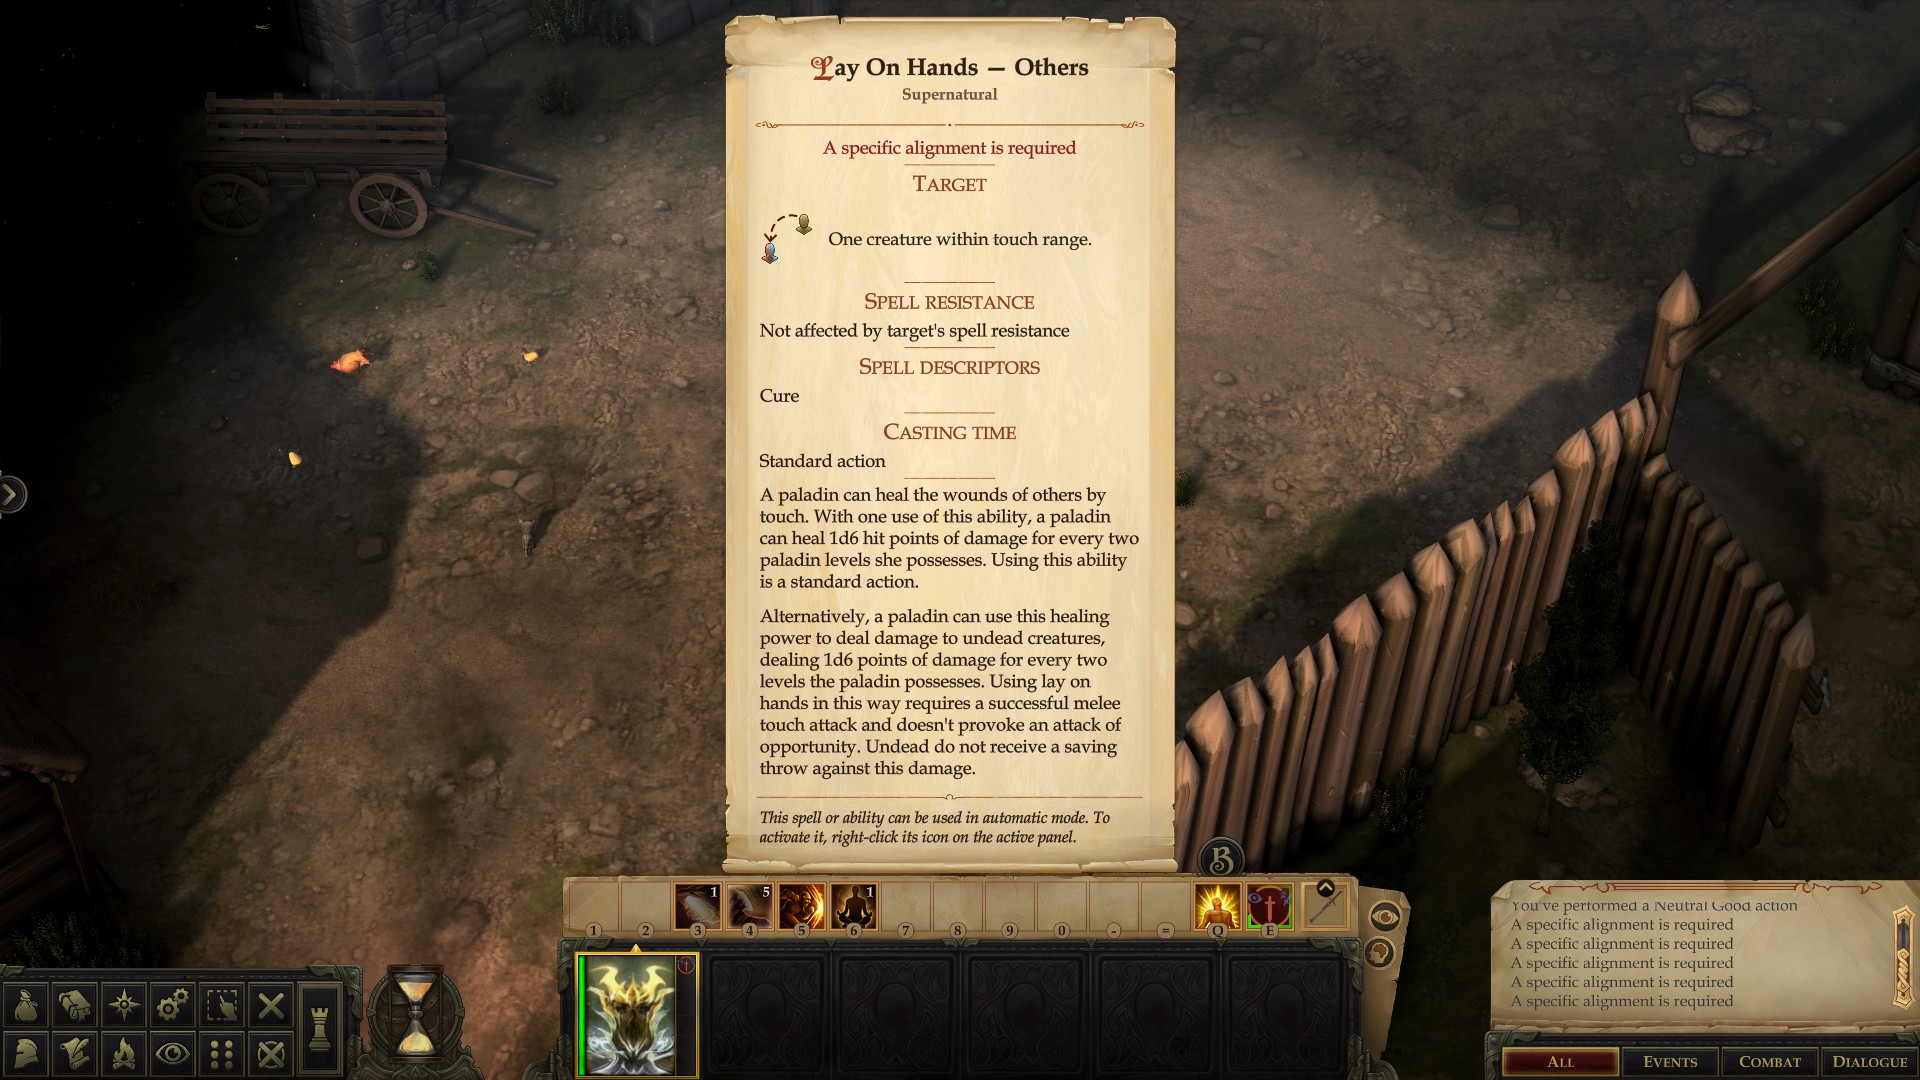 Lay On Hands — Others
Supernatural
A specific alignment is required
TARGET
One creature within touch range.
SPELL RESISTANCE
Not affected by target's spell resistance
SPELL DESCRIPTORS
Cure
CASTING TIME
Standard action
A paladin can heal the wounds of others by
touch. With one use of this ability, a paladin
can heal 1d6 hit points of damage for every two
paladin levels she possesses. Using this ability
is a standard action.
Alternatively, a paladin can use this healing
power to deal damage to undead creatures,
dealing 1d6 points of damage for every two
levels the paladin possesses. Using lay on
hands in this way requires a successful melee
touch attack and doesn't provoke an attack of
opportunity. Undead do not receive a saving
throw against this damage.
This spell or ability can be used in automatic mode. To
activate it, right-click its icon on the active panel.
B
1 5 1
1 2 3 4 5 6 7 8 9 0 - = Q E
You've performed a Neutral Good action
A specific alignment is required
A specific alignment is required
A specific alignment is required
A specific alignment is required
A specific alignment is required
ALL EVENTS COMBAT DIALOGUE